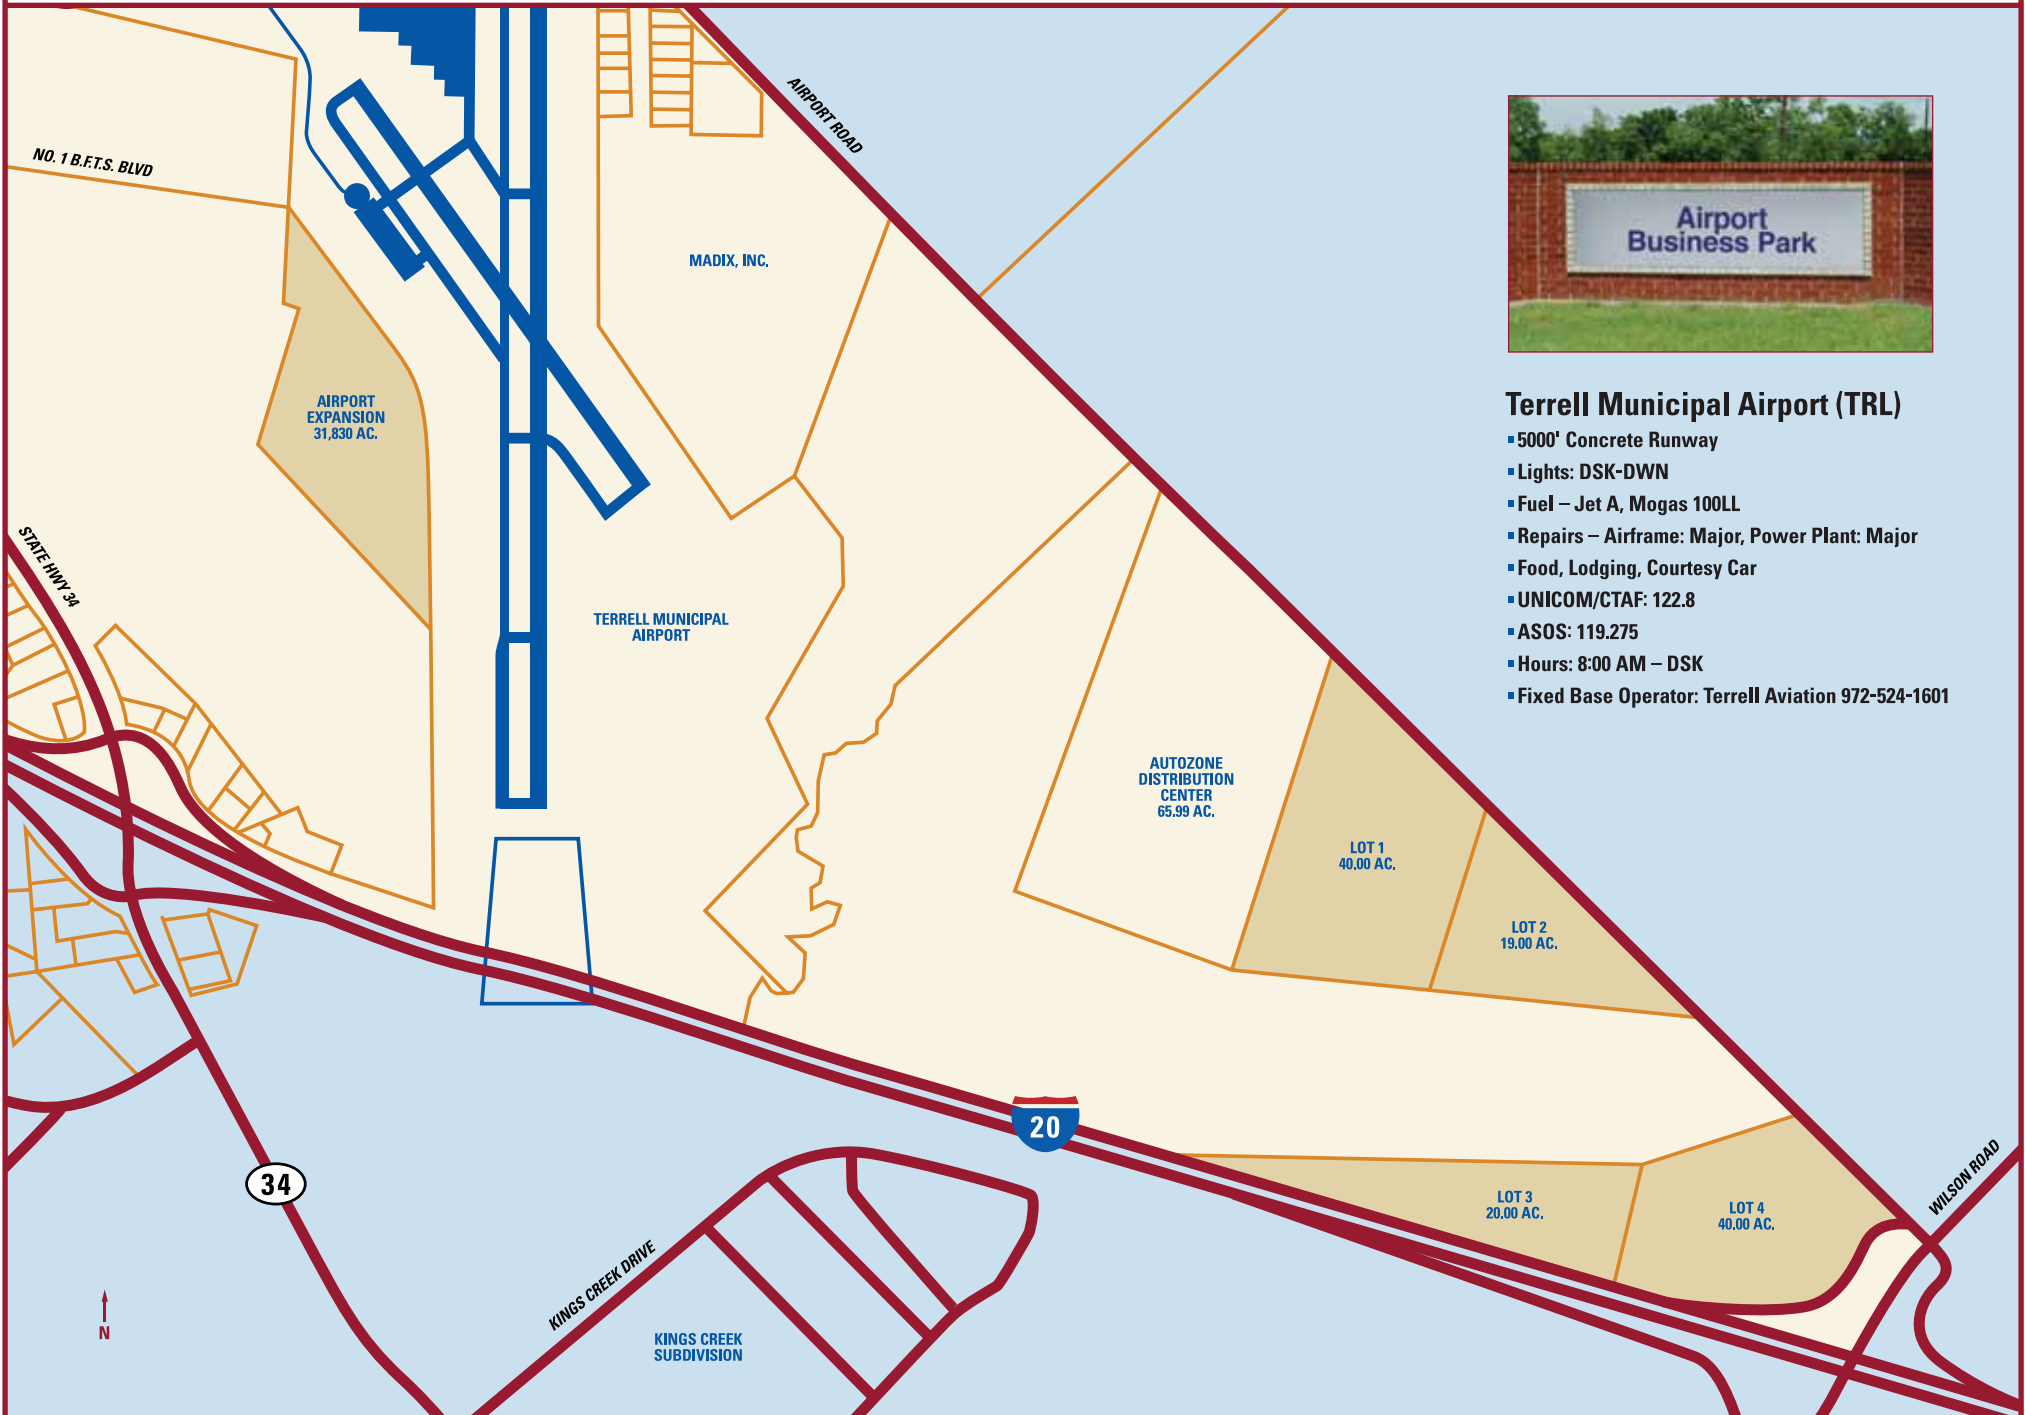 AIRPORT ROAD
NO. 1 B.F.T.S. BLVD
MADIX, INC.
Airport
Business Park
AIRPORT
EXPANSION
31,830 AC.
Terrell Municipal Airport (TRL)
5000' Concrete Runway
Lights: DSK-DWN
Fuel – Jet A, Mogas 100LL
Repairs – Airframe: Major, Power Plant: Major
Food, Lodging, Courtesy Car
UNICOM/CTAF: 122.8
ASOS: 119.275
Hours: 8:00 AM – DSK
Fixed Base Operator: Terrell Aviation 972-524-1601
STATE HWY 34
TERRELL MUNICIPAL
AIRPORT
AUTOZONE
DISTRIBUTION
CENTER
65.99 AC.
LOT 1
40.00 AC.
LOT 2
19.00 AC.
20
34
LOT 3
20.00 AC.
LOT 4
40.00 AC.
WILSON ROAD
KINGS CREEK DRIVE
KINGS CREEK
SUBDIVISION
N